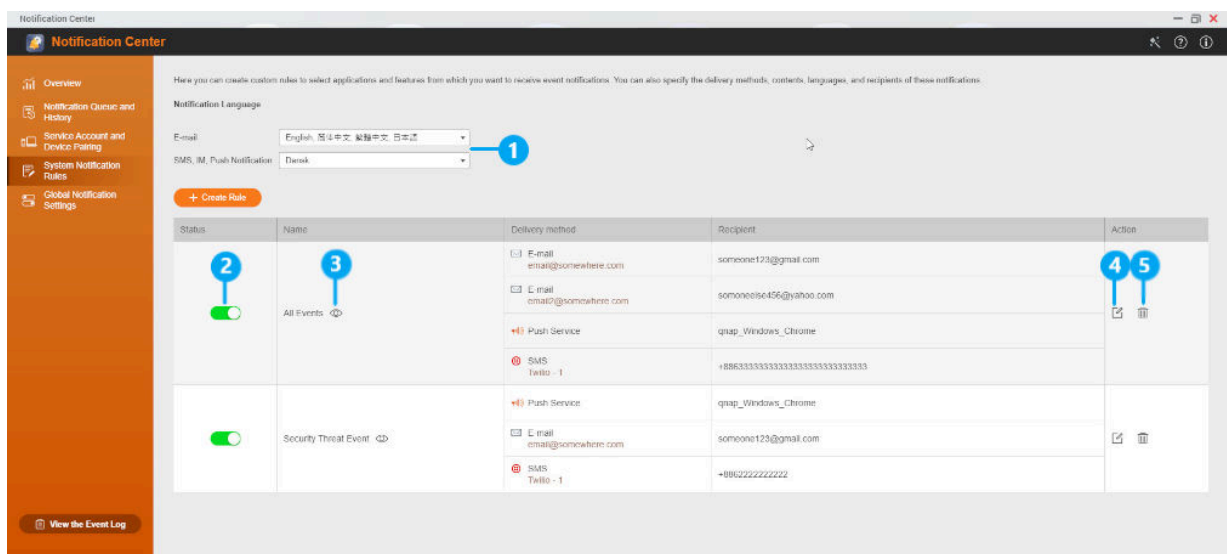 Notification Center
Notification Center
Overview
Notification Queue and
History
Service Account and
Device Pairing
System Notification
Rules
Global Notification
Settings
View the Event Log
Here you can create custom rules to select applications and features from which you want to receive event notifications. You can also specify the delivery methods, contents, languages, and recipients of these notifications.
Notification Language
E-mail
English, 简体中文, 繁體中文, 日本語
SMS, IM, Push Notification
Dansk
1
+ Create Rule
Status
Name
Delivery method
Recipient
Action
2
3
4
5
All Events
E-mail
email@somewhere.com
someone123@gmail.com
E-mail
email2@somewhere.com
somoneelse456@yahoo.com
Push Service
qnap_Windows_Chrome
SMS
Twilio - 1
Security Threat Event
Push Service
qnap_Windows_Chrome
E-mail
email@somewhere.com
someone123@gmail.com
SMS
Twilio - 1
+8862222222222